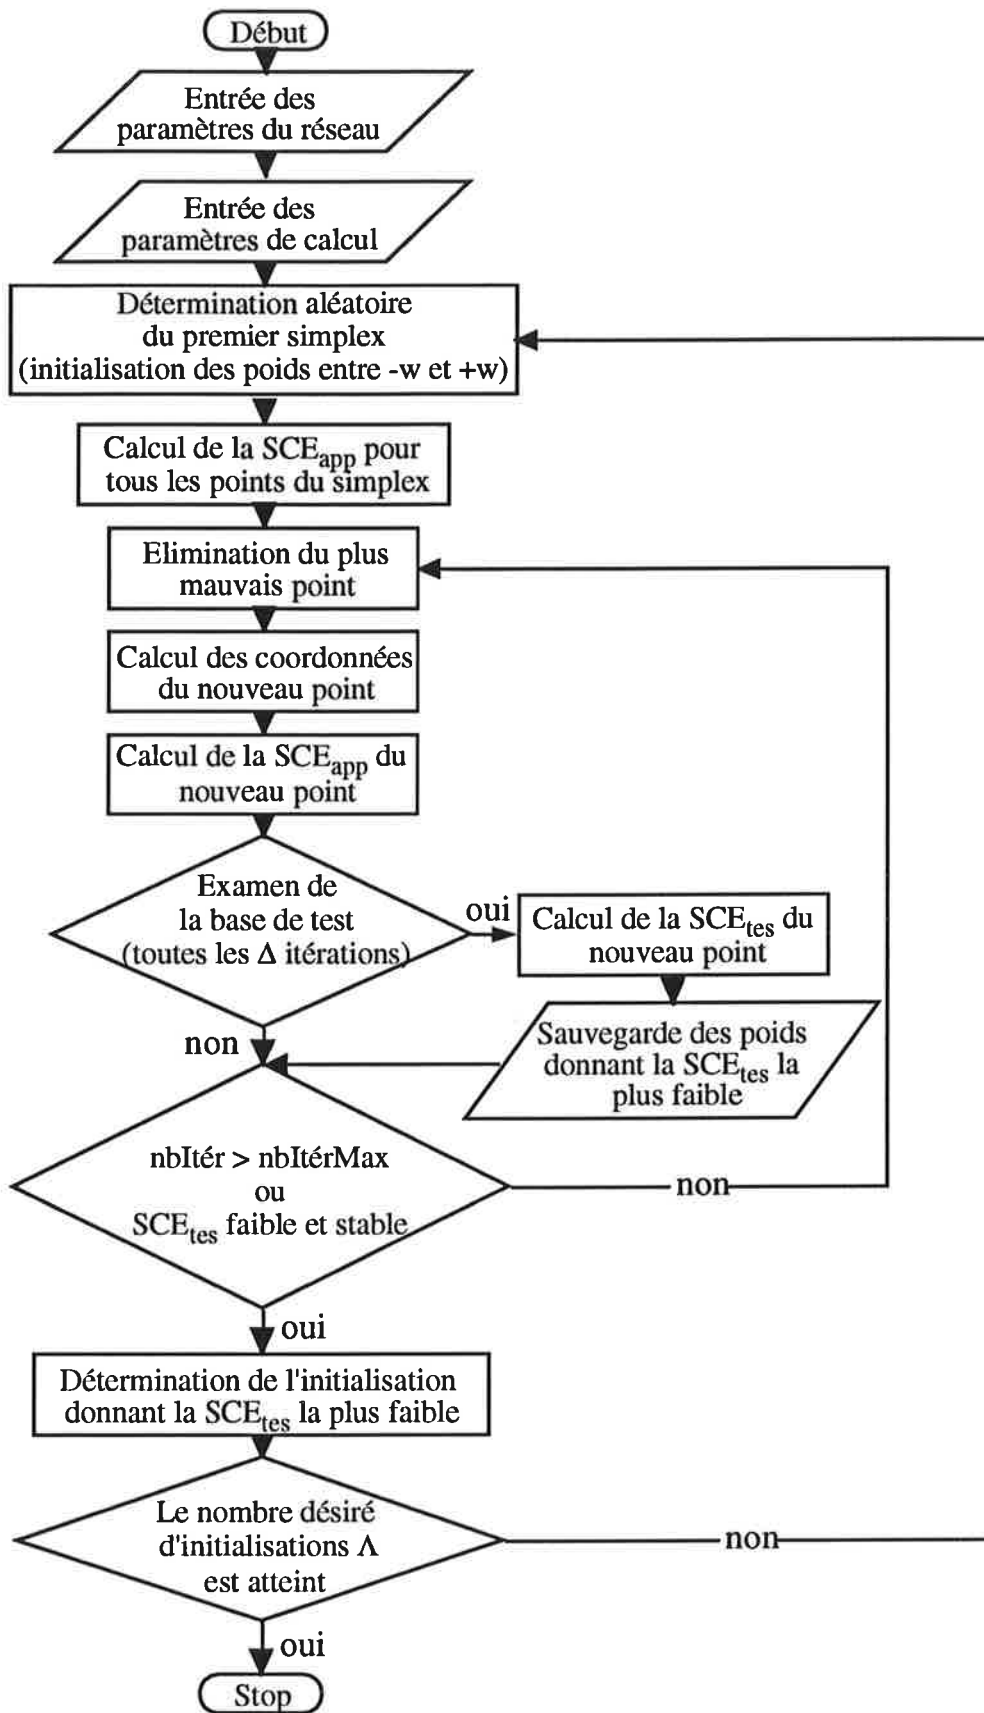 Début
Entrée des
paramètres du réseau
Entrée des
paramètres de calcul
Détermination aléatoire
du premier simplex
(initialisation des poids entre -w et +w)
Calcul de la SCEapp pour
tous les points du simplex
Elimination du plus
mauvais point
Calcul des coordonnées
du nouveau point
Calcul de la SCEapp du
nouveau point
Examen de
la base de test
(toutes les Δ itérations)
oui
Calcul de la SCEtes du
nouveau point
Sauvegarde des poids
donnant la SCEtes la
plus faible
non
nbItér > nbItérMax
ou
SCEtes faible et stable
non
oui
Détermination de l'initialisation
donnant la SCEtes la plus faible
Le nombre désiré
d'initialisations Λ
est atteint
non
oui
Stop